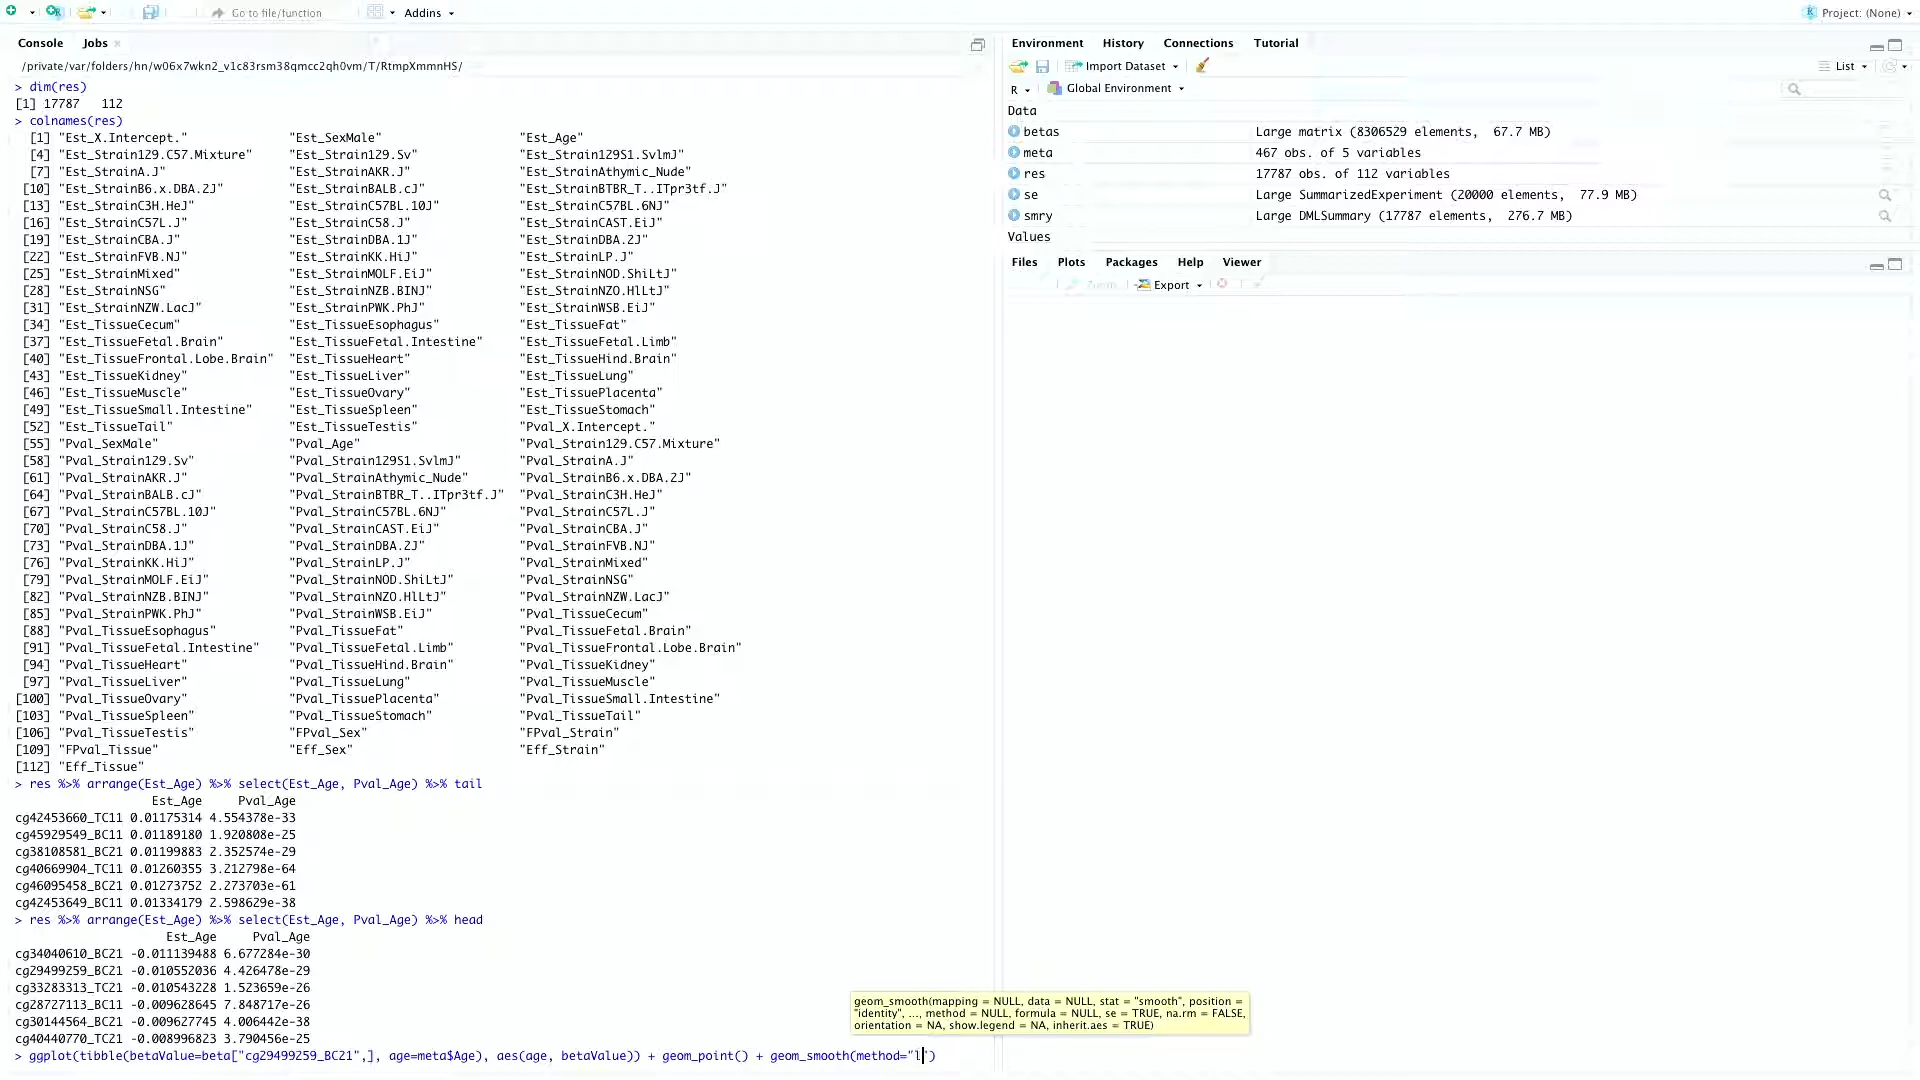 Go to file/function
Addins
Project: (None)
Console Jobs
/private/var/folders/hn/w06x7wkn2_v1c83rsm38qmcc2qh0vm/T/RtmpXmmnHS/
> dim(res)
[1] 17787 112
> colnames(res)
[1] "Est_X.Intercept." "Est_SexMale" "Est_Age"
[4] "Est_Strain129.C57.Mixture" "Est_Strain129.Sv" "Est_Strain129S1.SvlmJ"
[7] "Est_StrainA.J" "Est_StrainAKR.J" "Est_StrainAthymic_Nude"
[10] "Est_StrainB6.x.DBA.2J" "Est_StrainBALB.cJ" "Est_StrainBTBR_T..ITpr3tf.J"
[13] "Est_StrainC3H.HeJ" "Est_StrainC57BL.10J" "Est_StrainC57BL.6NJ"
[16] "Est_StrainC57L.J" "Est_StrainC58.J" "Est_StrainCAST.EiJ"
[19] "Est_StrainCBA.J" "Est_StrainDBA.1J" "Est_StrainDBA.2J"
[22] "Est_StrainFVB.NJ" "Est_StrainKK.HiJ" "Est_StrainLP.J"
[25] "Est_StrainMixed" "Est_StrainMOLF.EiJ" "Est_StrainNOD.ShiLtJ"
[28] "Est_StrainNSG" "Est_StrainNZB.BINJ" "Est_StrainNZO.HlLtJ"
[31] "Est_StrainNZW.LacJ" "Est_StrainPWK.PhJ" "Est_StrainWSB.EiJ"
[34] "Est_TissueCecum" "Est_TissueEsophagus" "Est_TissueFat"
[37] "Est_TissueFetal.Brain" "Est_TissueFetal.Intestine" "Est_TissueFetal.Limb"
[40] "Est_TissueFrontal.Lobe.Brain" "Est_TissueHeart" "Est_TissueHind.Brain"
[43] "Est_TissueKidney" "Est_TissueLiver" "Est_TissueLung"
[46] "Est_TissueMuscle" "Est_TissueOvary" "Est_TissuePlacenta"
[49] "Est_TissueSmall.Intestine" "Est_TissueSpleen" "Est_TissueStomach"
[52] "Est_TissueTail" "Est_TissueTestis" "Pval_X.Intercept."
[55] "Pval_SexMale" "Pval_Age" "Pval_Strain129.C57.Mixture"
[58] "Pval_Strain129.Sv" "Pval_Strain129S1.SvlmJ" "Pval_StrainA.J"
[61] "Pval_StrainAKR.J" "Pval_StrainAthymic_Nude" "Pval_StrainB6.x.DBA.2J"
[64] "Pval_StrainBALB.cJ" "Pval_StrainBTBR_T..ITpr3tf.J" "Pval_StrainC3H.HeJ"
[67] "Pval_StrainC57BL.10J" "Pval_StrainC57BL.6NJ" "Pval_StrainC57L.J"
[70] "Pval_StrainC58.J" "Pval_StrainCAST.EiJ" "Pval_StrainCBA.J"
[73] "Pval_StrainDBA.1J" "Pval_StrainDBA.2J" "Pval_StrainFVB.NJ"
[76] "Pval_StrainKK.HiJ" "Pval_StrainLP.J" "Pval_StrainMixed"
[79] "Pval_StrainMOLF.EiJ" "Pval_StrainNOD.ShiLtJ" "Pval_StrainNSG"
[82] "Pval_StrainNZB.BINJ" "Pval_StrainNZO.HlLtJ" "Pval_StrainNZW.LacJ"
[85] "Pval_StrainPWK.PhJ" "Pval_StrainWSB.EiJ" "Pval_TissueCecum"
[88] "Pval_TissueEsophagus" "Pval_TissueFat" "Pval_TissueFetal.Brain"
[91] "Pval_TissueFetal.Intestine" "Pval_TissueFetal.Limb" "Pval_TissueFrontal.Lobe.Brain"
[94] "Pval_TissueHeart" "Pval_TissueHind.Brain" "Pval_TissueKidney"
[97] "Pval_TissueLiver" "Pval_TissueLung" "Pval_TissueMuscle"
[100] "Pval_TissueOvary" "Pval_TissuePlacenta" "Pval_TissueSmall.Intestine"
[103] "Pval_TissueSpleen" "Pval_TissueStomach" "Pval_TissueTail"
[106] "Pval_TissueTestis" "FPval_Sex" "FPval_Strain"
[109] "FPval_Tissue" "Eff_Sex" "Eff_Strain"
[112] "Eff_Tissue"
> res %>% arrange(Est_Age) %>% select(Est_Age, Pval_Age) %>% tail
Est_Age Pval_Age
cg42453660_TC11 0.01175314 4.554378e-33
cg45929549_BC11 0.01189180 1.920808e-25
cg38108581_BC21 0.01199883 2.352574e-29
cg40669904_TC11 0.01260355 3.212798e-64
cg46095458_BC21 0.01273752 2.273703e-61
cg42453649_BC11 0.01334179 2.598629e-38
> res %>% arrange(Est_Age) %>% select(Est_Age, Pval_Age) %>% head
Est_Age Pval_Age
cg34040610_BC21 -0.011139488 6.677284e-30
cg29499259_BC21 -0.010552036 4.426478e-29
cg33283313_TC21 -0.010543228 1.523659e-26
cg28727113_BC11 -0.009628645 7.848717e-26
cg30144564_BC21 -0.009627745 4.006442e-38
cg40440770_TC21 -0.008996823 3.790456e-25
> ggplot(tibble(betaValue=beta["cg29499259_BC21",], age=meta$Age), aes(age, betaValue)) + geom_point() + geom_smooth(method="l")
geom_smooth(mapping = NULL, data = NULL, stat = "smooth", position =
"identity", ..., method = NULL, formula = NULL, se = TRUE, na.rm = FALSE,
orientation = NA, show.legend = NA, inherit.aes = TRUE)
Environment History Connections Tutorial
Import Dataset
List
R Global Environment
Data
betas Large matrix (8306529 elements, 67.7 MB)
meta 467 obs. of 5 variables
res 17787 obs. of 112 variables
se Large SummarizedExperiment (20000 elements, 77.9 MB)
smry Large DMLSummary (17787 elements, 276.7 MB)
Values
Files Plots Packages Help Viewer
Zoom Export